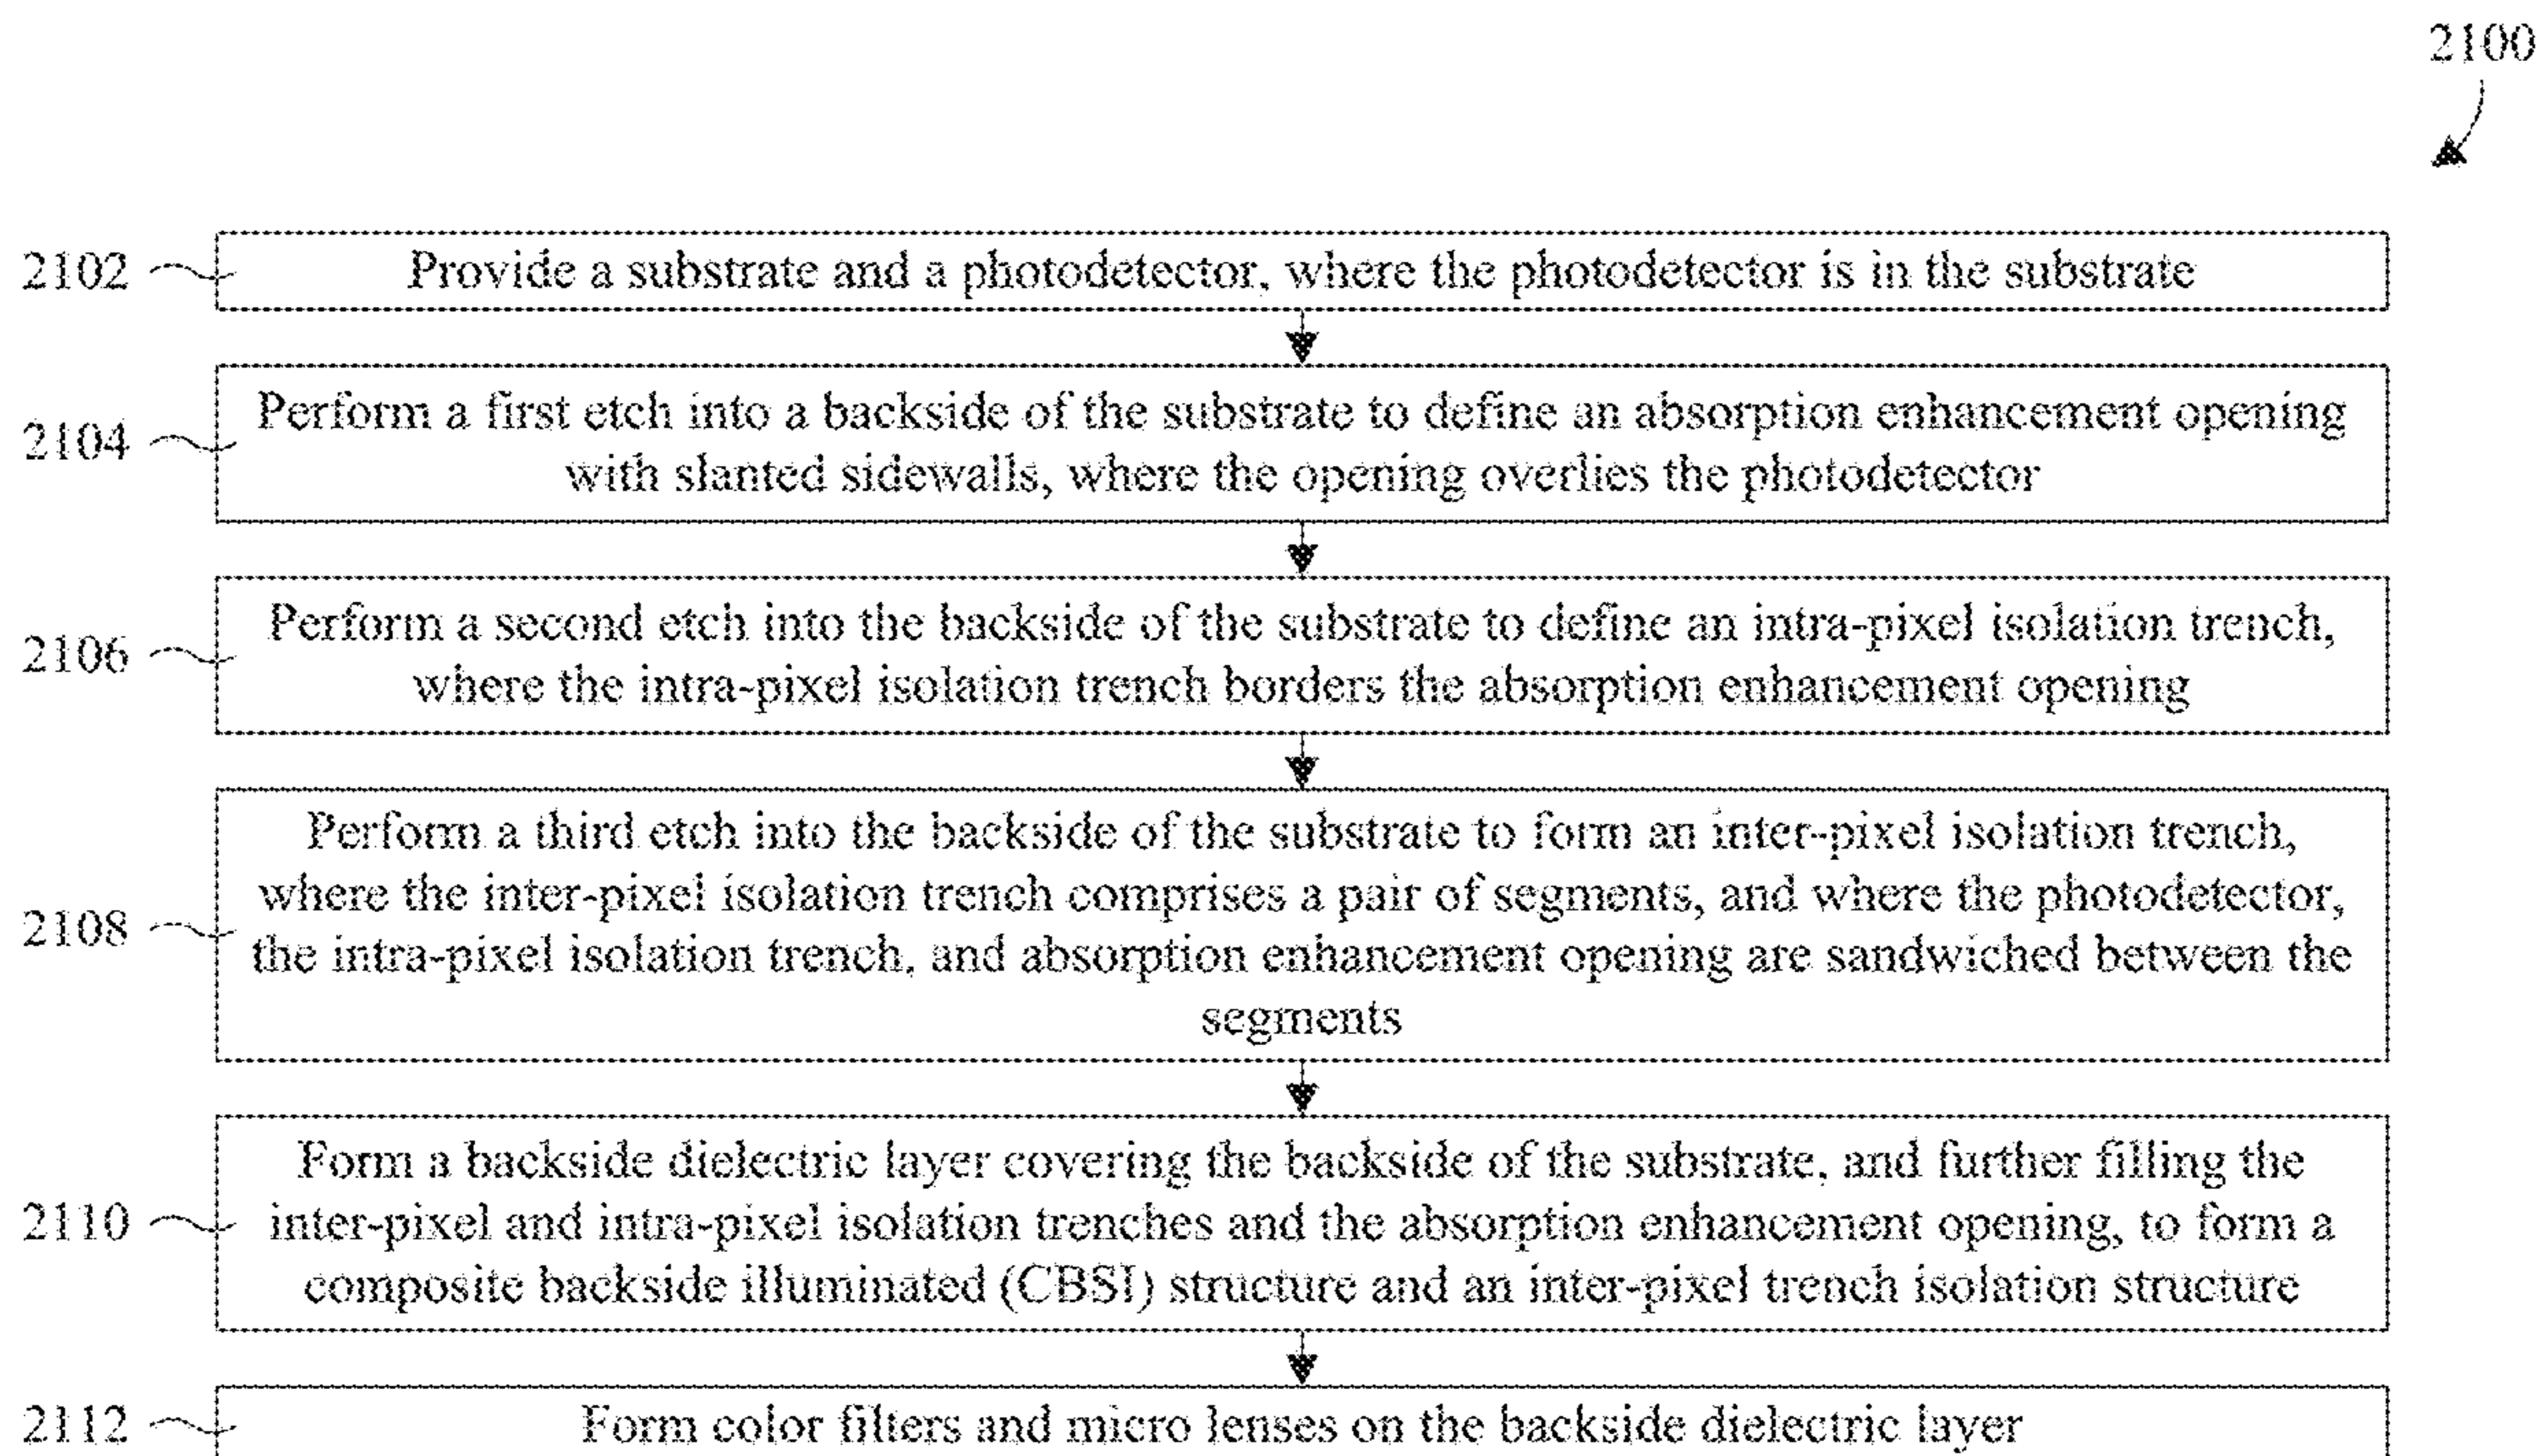 2100
2102
Provide a substrate and a photodetector, where the photodetector is in the substrate
2104
Perform a first etch into a backside of the substrate to define an absorption enhancement opening
with slanted sidewalls, where the opening overlies the photodetector
2106
Perform a second etch into the backside of the substrate to define an intra-pixel isolation trench,
where the intra-pixel isolation trench borders the absorption enhancement opening
2108
Perform a third etch into the backside of the substrate to form an inter-pixel isolation trench,
where the inter-pixel isolation trench comprises a pair of segments, and where the photodetector,
the intra-pixel isolation trench, and absorption enhancement opening are sandwiched between the
segments
2110
Form a backside dielectric layer covering the backside of the substrate, and further filling the
inter-pixel and intra-pixel isolation trenches and the absorption enhancement opening, to form a
composite backside illuminated (CBSI) structure and an inter-pixel trench isolation structure
2112
Form color filters and micro lenses on the backside dielectric layer